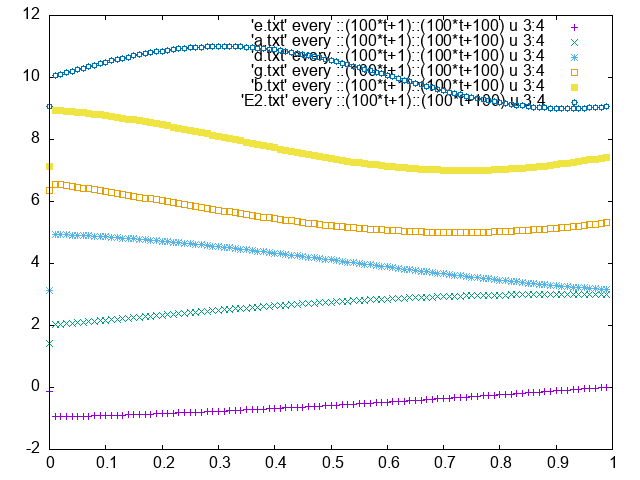 12
10
8
6
4
2
0
-2
'e.txt' every ::(100*t+1)::(100*t+100) u 3:4
'a.txt' every ::(100*t+1)::(100*t+100) u 3:4
'd.txt' every ::(100*t+1)::(100*t+100) u 3:4
'g.txt' every ::(100*t+1)::(100*t+100) u 3:4
'b.txt' every ::(100*t+1)::(100*t+100) u 3:4
'E2.txt' every ::(100*t+1)::(100*t+100) u 3:4
0 0.1 0.2 0.3 0.4 0.5 0.6 0.7 0.8 0.9 1